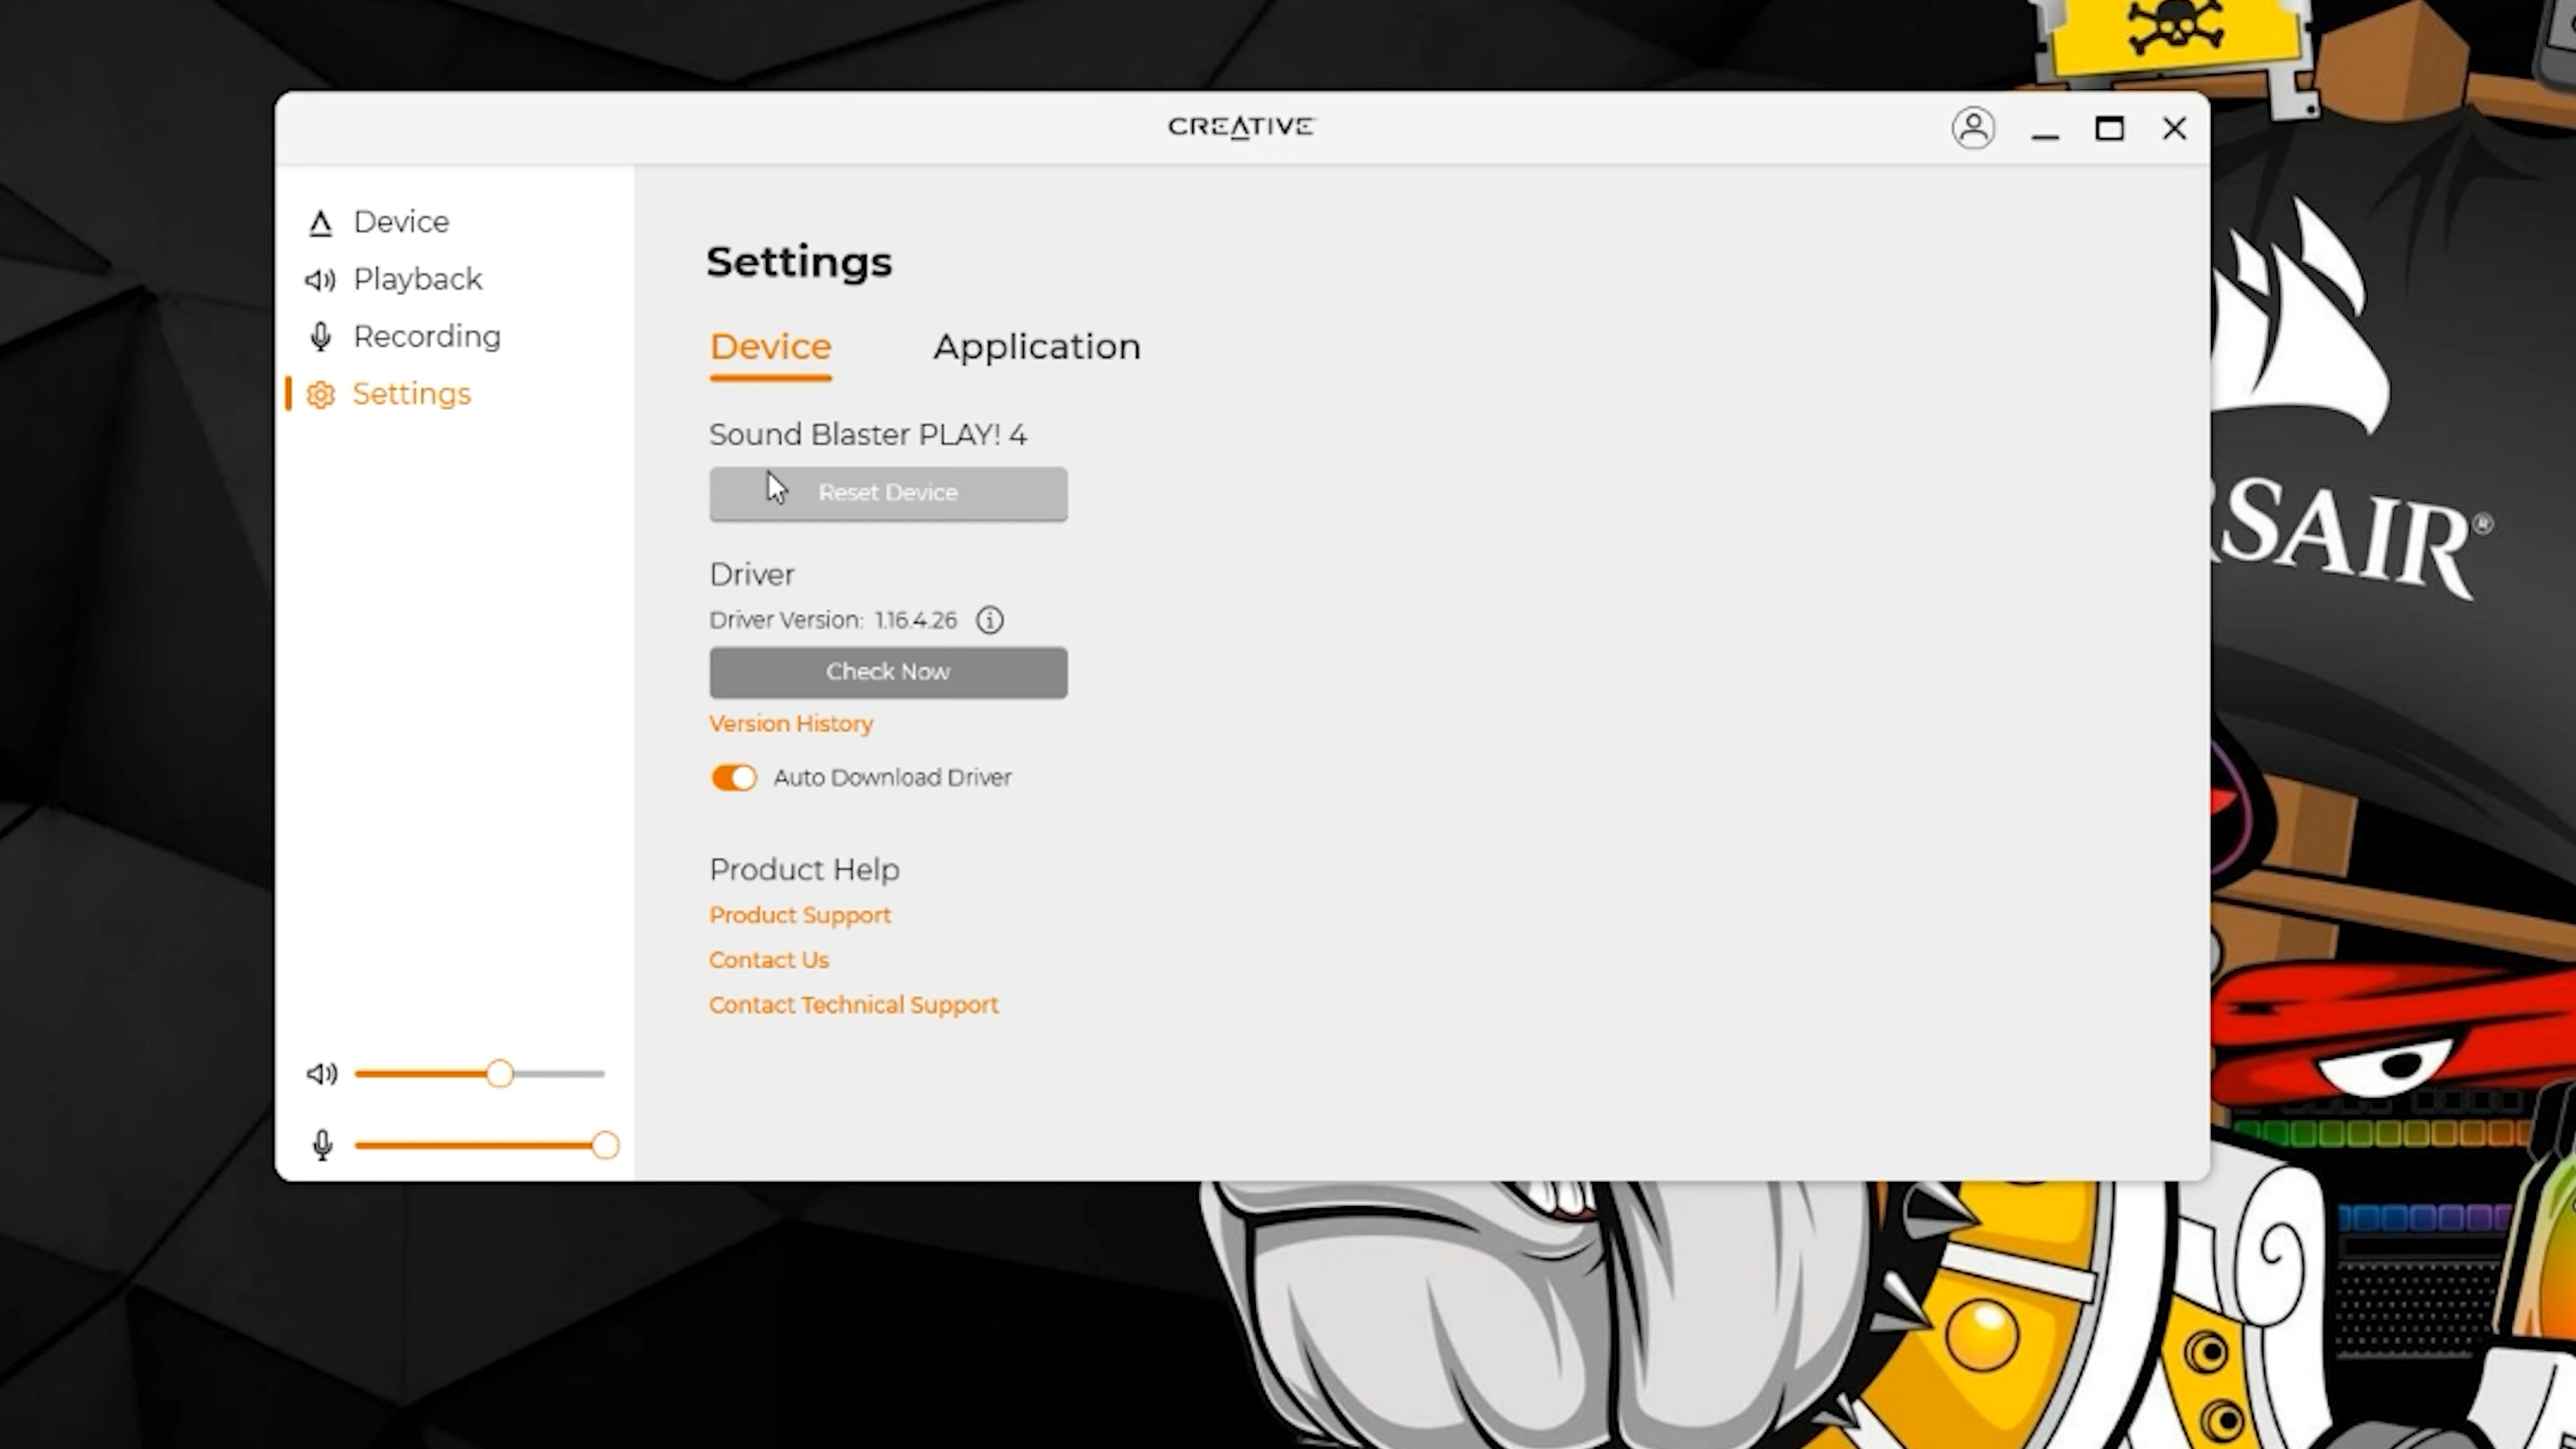 CREATIVE
Device
Playback
Recording
Settings
Settings
Device Application
Sound Blaster PLAY! 4
Reset Device
Driver
Driver Version: 1.16.4.26
Check Now
Version History
Auto Download Driver
Product Help
Product Support
Contact Us
Contact Technical Support
RSAIR®